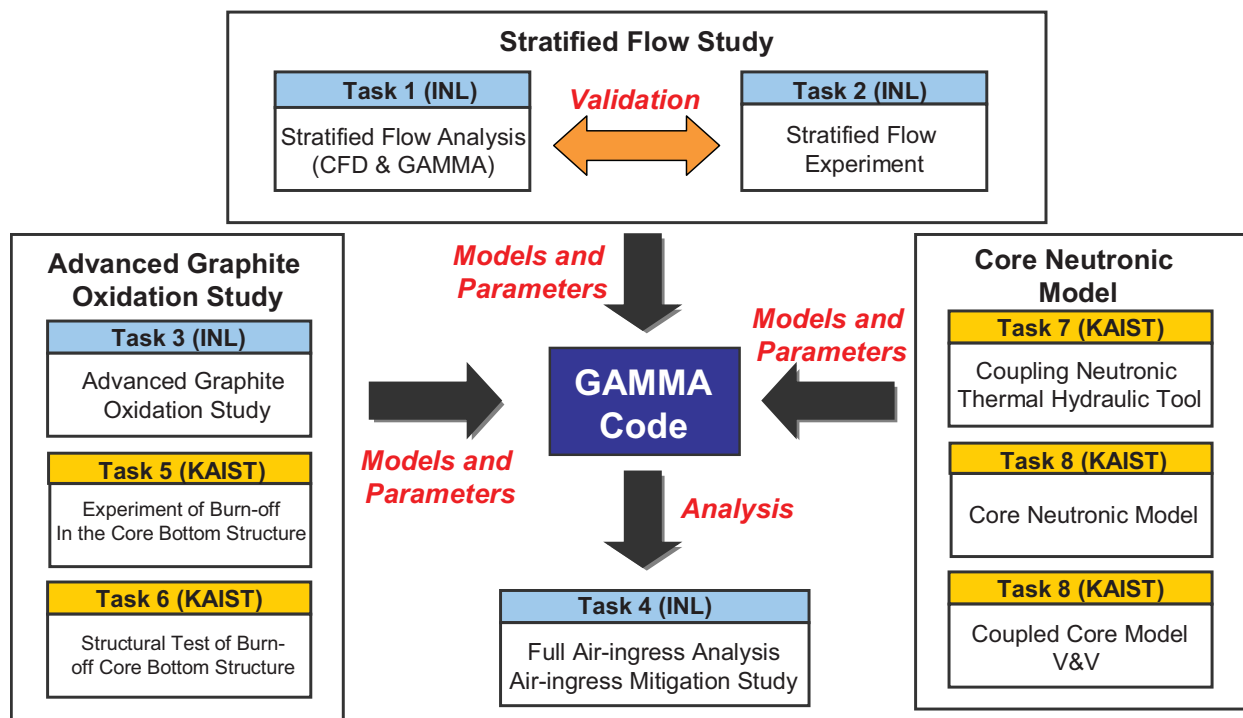 Stratified Flow Study
Task 1 (INL)
Stratified Flow Analysis
(CFD & GAMMA)
Validation
Task 2 (INL)
Stratified Flow
Experiment
Advanced Graphite
Oxidation Study
Task 3 (INL)
Advanced Graphite
Oxidation Study
Task 5 (KAIST)
Experiment of Burn-off
In the Core Bottom Structure
Task 6 (KAIST)
Structural Test of Burn-
off Core Bottom Structure
Models and
Parameters
Models and
Parameters
Models and
Parameters
GAMMA
Code
Analysis
Task 4 (INL)
Full Air-ingress Analysis
Air-ingress Mitigation Study
Core Neutronic
Model
Task 7 (KAIST)
Coupling Neutronic
Thermal Hydraulic Tool
Task 8 (KAIST)
Core Neutronic Model
Task 8 (KAIST)
Coupled Core Model
V&V